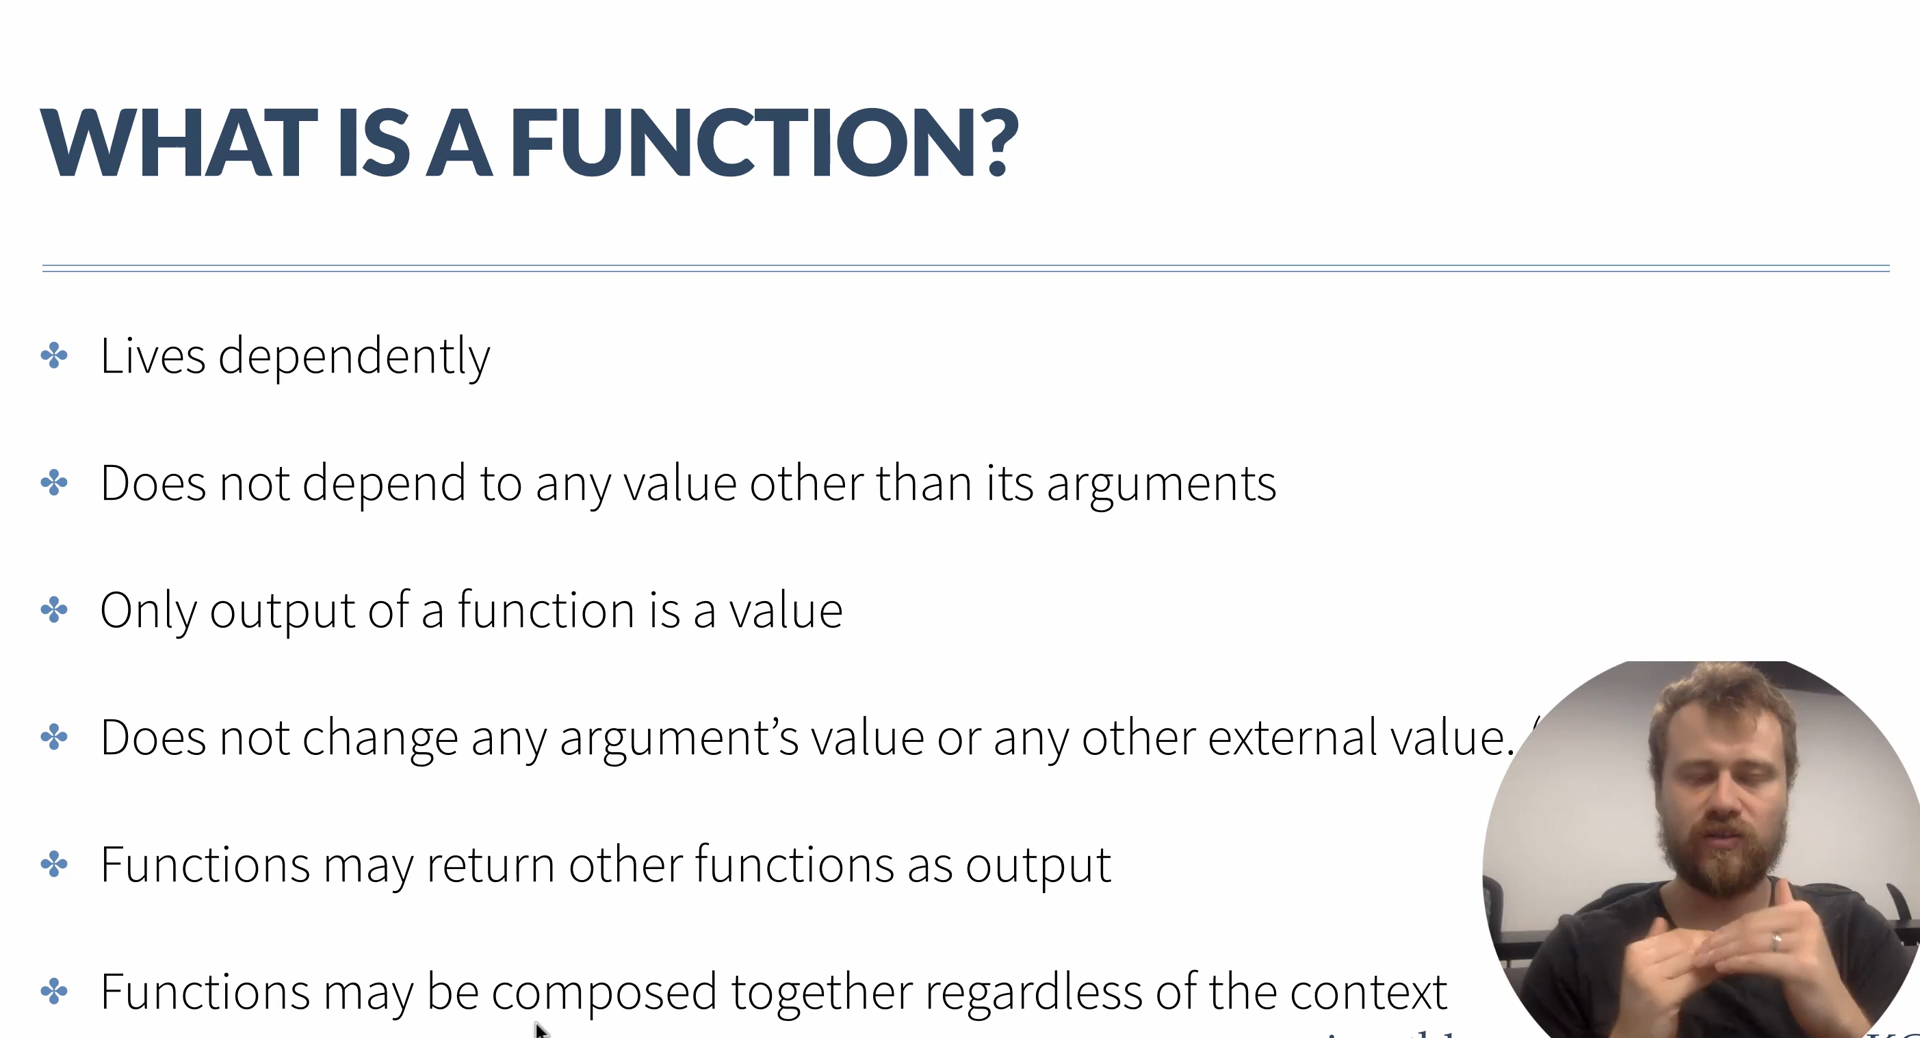 WHAT IS A FUNCTION?
Lives dependently
Does not depend to any value other than its arguments
Only output of a function is a value
Does not change any argument’s value or any other external value. (
Functions may return other functions as output
Functions may be composed together regardless of the context